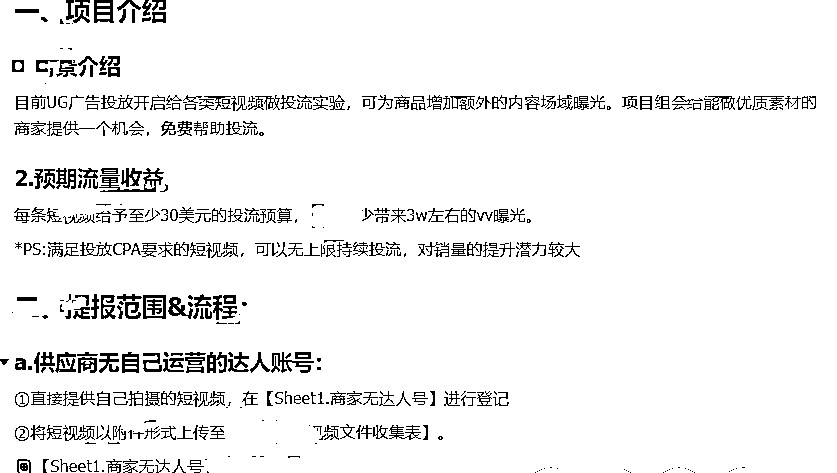 一、项目介绍
背景介绍
目前UG广告投放开启给各类短视频做投流实验，可为商品增加额外的内容场域曝光。项目组会给能做优质素材的
商家提供一个机会，免费帮助投流。
2.预期流量收益
每条短视频给予至少30美元的投流预算，少带来3w左右的vv曝光。
*PS:满足投放CPA要求的短视频，可以无上限持续投流，对销量的提升潜力较大
二、提报范围&流程：
a.供应商无自己运营的达人账号：
①直接提供自己拍摄的短视频，在【Sheet1.商家无达人号】进行登记
②将短视频以附件形式上传至 视频文件收集表】。
【Sheet1.商家无达人号